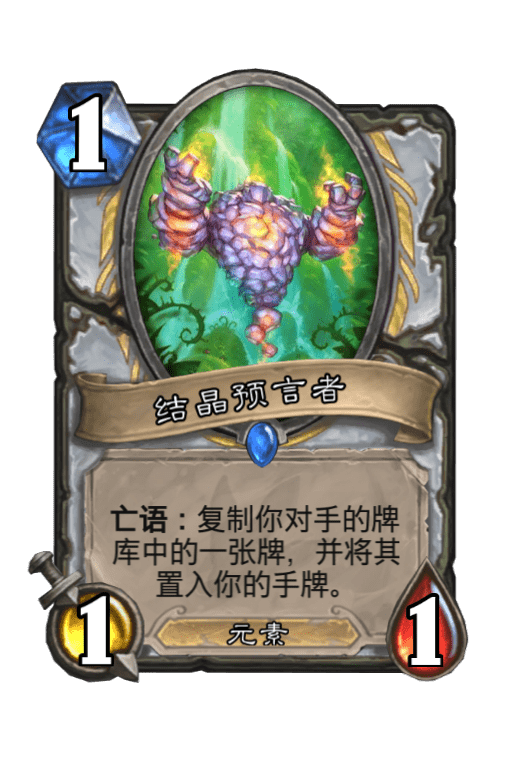 1
结晶预言者
亡语：复制你对手的牌
库中的一张牌，并将其
置入你的手牌。
元素
1
1